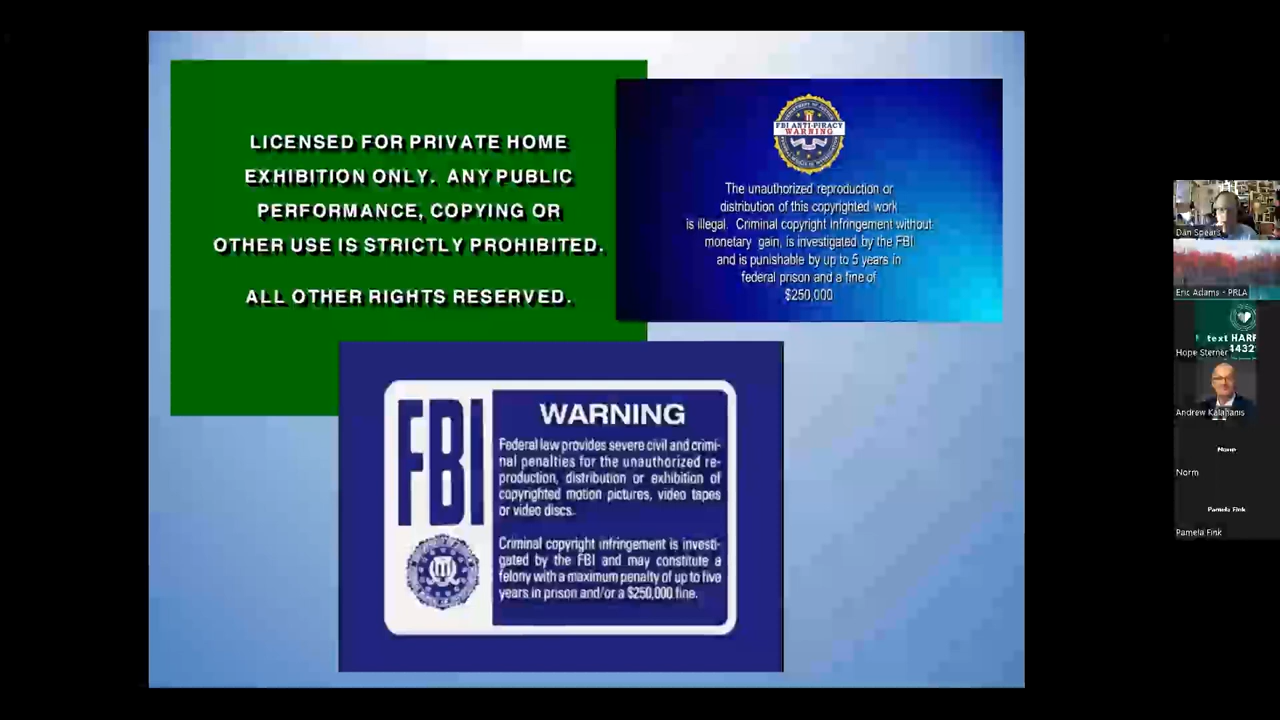 LICENSED FOR PRIVATE HOME
EXHIBITION ONLY. ANY PUBLIC
PERFORMANCE, COPYING OR
OTHER USE IS STRICTLY PROHIBITED.
ALL OTHER RIGHTS RESERVED.
FBI ANTI-PIRACY
WARNING
The unauthorized reproduction or
distribution of this copyrighted work
is illegal. Criminal copyright infringement without
monetary gain, is investigated by the FBI
and is punishable by up to 5 years in
federal prison and a fine of
$250,000
FBI
WARNING
Federal law provides severe civil and crimi-
nal penalties for the unauthorized re-
production, distribution or exhibition of
copyrighted motion pictures, video tapes
or video discs.
Criminal copyright infringement is investi-
gated by the FBI and may constitute a
felony with a maximum penalty of up to five
years in prison and/or a $250,000 fine.
Dan Spears
Eric Adams - PRLA
text HARR
Hope Sterner
Andrew Kalahanis
Norm
Pamela Fink
Pamela Fink